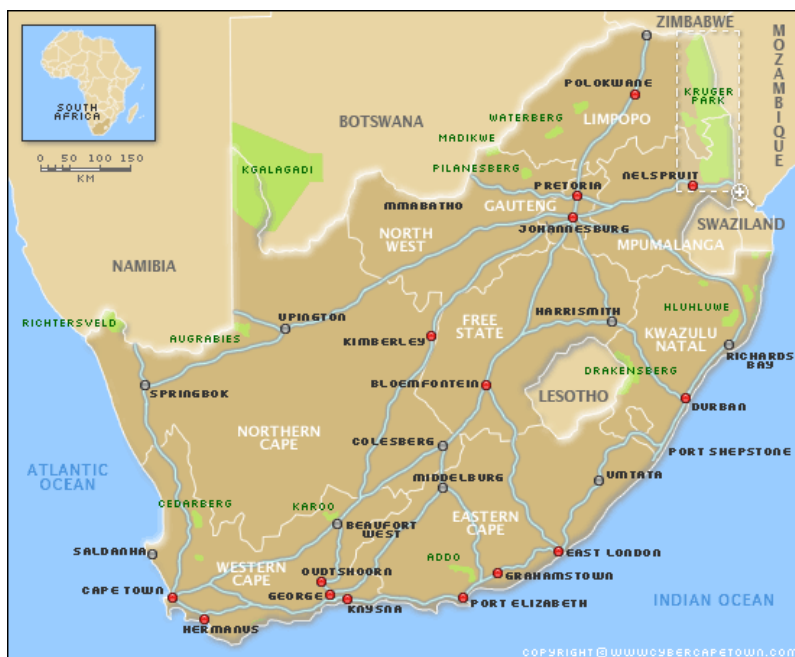 ZIMBABWE
MOZAMBIQUE
SOUTH
AFRICA
POLOKWANE
KRUGER
PARK
WATERBERG
LIMPOPO
BOTSWANA
MADIKWE
0 50 100 150
KM
KGALAGADI
PILANESBERG
NELSPRUIT
PRETORIA
MMABATHO
GAUTENG
JOHANNESBURG
SWAZILAND
NORTH
WEST
MPUMALANGA
NAMIBIA
HLUHLUWE
RICHTERSVELD
UPINGTON
FREE
STATE
HARRISMITH
AUGRABIES
KIMBERLEY
KWAZULU
NATAL
RICHARDS
BAY
DRAKENSBERG
SPRINGBOK
BLOEMFONTEIN
LESOTHO
DURBAN
NORTHERN
CAPE
COLESBERG
PORT SHEPSTONE
ATLANTIC
OCEAN
MIDDELBURG
UMTATA
CEDARBERG
KAROO
EASTERN
CAPE
BEAUFORT
WEST
SALDANHA
EAST LONDON
ADDO
WESTERN
CAPE
OUDTSHOORN
GRAHAMSTOWN
CAPE TOWN
GEORGE
KNYSNA
PORT ELIZABETH
INDIAN OCEAN
HERMANUS
COPYRIGHT © WWW.CYBERCAPETOWN.COM